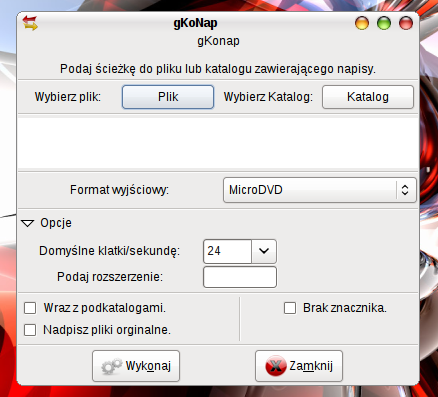 gKoNap
gKonap
Podaj ścieżkę do pliku lub katalogu zawierającego napisy.
Wybierz plik: Plik Wybierz Katalog: Katalog
Format wyjściowy: MicroDVD
Opcje
Domyślne klatki/sekundę: 24
Podaj rozszerzenie:
Wraz z podkatalogami. Brak znacznika.
Nadpisz pliki orginalne.
Wykonaj Zamknij